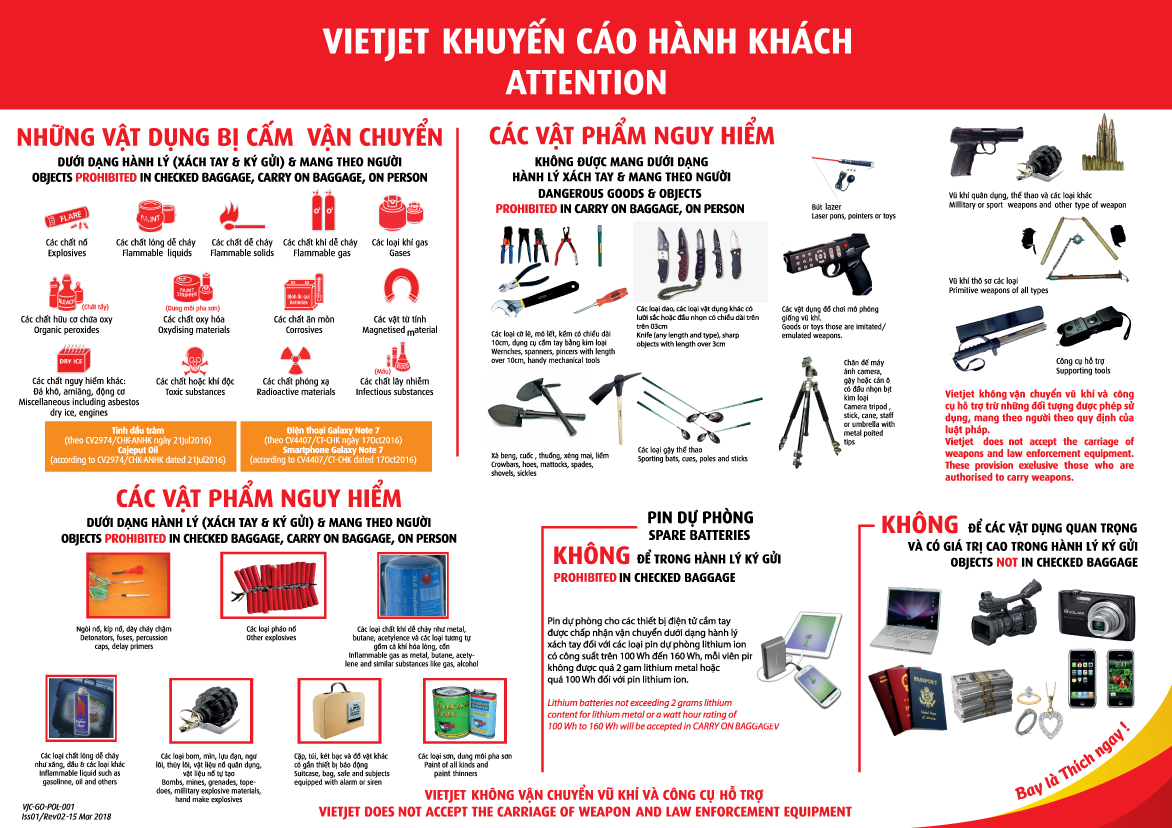 VIETJET KHUYẾN CÁO HÀNH KHÁCH
ATTENTION
NHỮNG VẬT DỤNG BỊ CẤM VẬN CHUYỂN
DƯỚI DẠNG HÀNH LÝ (XÁCH TAY & KÝ GỬI) & MANG THEO NGƯỜI
OBJECTS PROHIBITED IN CHECKED BAGGAGE, CARRY ON BAGGAGE, ON PERSON
FLARE
Các chất nổ
Explosives
PAINT
Các chất lỏng dễ cháy
Flammable liquids
Các chất dễ cháy
Flammable solids
Các chất khí dễ cháy
Flammable gas
Các loại khí gas
Gases
BLEACH
(Chất tẩy)
Các chất hữu cơ chứa oxy
Organic peroxides
PAINT
STRIPPER
(Dung môi pha sơn)
Các chất oxy hóa
Oxydising materials
Bình ắc qui
Batteries
Các chất ăn mòn
Corrosives
Các vật từ tính
Magnetised material
DRY ICE
Các chất nguy hiểm khác:
Đá khô, amiăng, động cơ
Miscellaneous including asbestos
dry ice, engines
Các chất hoặc khí độc
Toxic substances
Các chất phóng xạ
Radioactive materials
(Máu)
Các chất lây nhiễm
Infectious substances
Tinh dầu tràm
(theo CV2974/CHK-ANHK ngày 21Jul2016)
Cajeput Oil
(according to CV2974/CHK-ANHK dated 21Jul2016)
Điện thoại Galaxy Note 7
(theo CV4407/CT-CHK ngày 17Oct2016)
Smartphone Galaxy Note 7
(according to CV4407/CT-CHK dated 17Oct2016)
CÁC VẬT PHẨM NGUY HIỂM
KHÔNG ĐƯỢC MANG DƯỚI DẠNG
HÀNH LÝ XÁCH TAY & MANG THEO NGƯỜI
DANGEROUS GOODS & OBJECTS
PROHIBITED IN CARRY ON BAGGAGE, ON PERSON
Các loại cờ lê, mỏ lết, kềm có chiều dài
10cm, dụng cụ cầm tay bằng kim loại
Wernches, spanners, pincers with length
over 10cm, handy mechanical tools
Các loại dao, các loại vật dụng khác có
lưỡi sắc hoặc đầu nhọn có chiều dài trên
trên 03cm
Knife (any length and type), sharp
objects with length over 3cm
Bút lazer
Laser pons, pointers or toys
Các vật dụng đồ chơi mô phỏng
giống vũ khí.
Goods or toys those are imitated/
emulated weapons.
Xà beng, cuốc , thuổng, xẻng mai, liềm
Crowbars, hoes, mattocks, spades,
shovels, sickles
Các loại gậy thể thao
Sporting bats, cues, poles and sticks
Chân đế máy
ảnh camera,
gậy hoặc cán ô
có đầu nhọn bịt
kim loại
Camera tripod ,
stick, cane, staff
or umbrella with
metal poited
tips
Vũ khí quân dụng, thể thao và các loại khác
Millitary or sport weapons and other type of weapon
Vũ khí thô sơ các loại
Primitive weapons of all types
Công cụ hỗ trợ
Supporting tools
Vietjet không vận chuyển vũ khí và công
cụ hỗ trợ trừ những đối tượng được phép sử
dụng, mang theo người theo quy định của
luật pháp.
Vietjet does not accept the carriage of
weapons and law enforcement equipment.
These provision exelusive those who are
authorised to carry weapons.
CÁC VẬT PHẨM NGUY HIỂM
DƯỚI DẠNG HÀNH LÝ (XÁCH TAY & KÝ GỬI) & MANG THEO NGƯỜI
OBJECTS PROHIBITED IN CHECKED BAGGAGE, CARRY ON BAGGAGE, ON PERSON
Ngòi nổ, kíp nổ, dây cháy chậm
Detonators, fuses, percussion
caps, delay primers
Các loại pháo nổ
Other explosives
Các loại chất khí dễ cháy như metal,
butane, acetylence và các loại tương tự
gồm cả khí hóa lỏng, cồn
Inflammable gas as metal, butane, acety-
lene and similar substances like gas, alcohol
Các loại chất lỏng dễ cháy
như xăng, dầu & các loại khác
Inflammable liquid such as
gasolinne, oil and others
Các loại bom, mìn, lựu đạn, ngư
lôi, thủy lôi, vật liệu nổ quân dụng,
vật liệu nổ tự tạo
Bombs, mines, grenades, tope-
does, military explosive materials,
hand make explosives
Cặp, túi, két bạc và đồ vật khác
có gắn thiết bị báo động
Suitcase, bag, safe and subjects
equipped with alarm or siren
Các loại sơn, dung môi pha sơn
Paint of all kinds and
paint thinners
PIN DỰ PHÒNG
SPARE BATTERIES
KHÔNG ĐỂ TRONG HÀNH LÝ KÝ GỬI
PROHIBITED IN CHECKED BAGGAGE
Pin dự phòng cho các thiết bị điện tử cầm tay
được chấp nhận vận chuyển dưới dạng hành lý
xách tay đối với các loại pin dự phòng lithium ion
có công suất trên 100 Wh đến 160 Wh, mỗi viên pin
không được quá 2 gam lithium metal hoặc
quá 100 Wh đối với pin lithium ion.
Lithium batteries not exceeding 2 grams lithium
content for lithium metal or a watt hour rating of
100 Wh to 160 Wh will be accepted in CARRY ON BAGGAGEV
KHÔNG ĐỂ CÁC VẬT DỤNG QUAN TRỌNG
VÀ CÓ GIÁ TRỊ CAO TRONG HÀNH LÝ KÝ GỬI
OBJECTS NOT IN CHECKED BAGGAGE
PASSPORT
Bay là Thích ngay !
VIETJET KHÔNG VẬN CHUYỂN VŨ KHÍ VÀ CÔNG CỤ HỖ TRỢ
VIETJET DOES NOT ACCEPT THE CARRIAGE OF WEAPON AND LAW ENFORCEMENT EQUIPMENT
VJC-GO-POL-001
Iss01/Rev02-15 Mar 2018